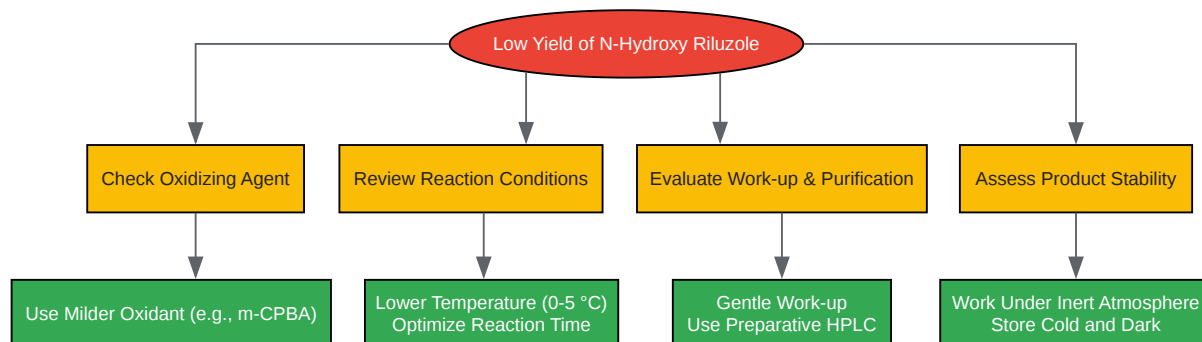 Low Yield of N-Hydroxy Riluzole
Check Oxidizing Agent
Review Reaction Conditions
Evaluate Work-up & Purification
Assess Product Stability
Use Milder Oxidant (e.g., m-CPBA)
Lower Temperature (0-5 °C)
Optimize Reaction Time
Gentle Work-up
Use Preparative HPLC
Work Under Inert Atmosphere
Store Cold and Dark